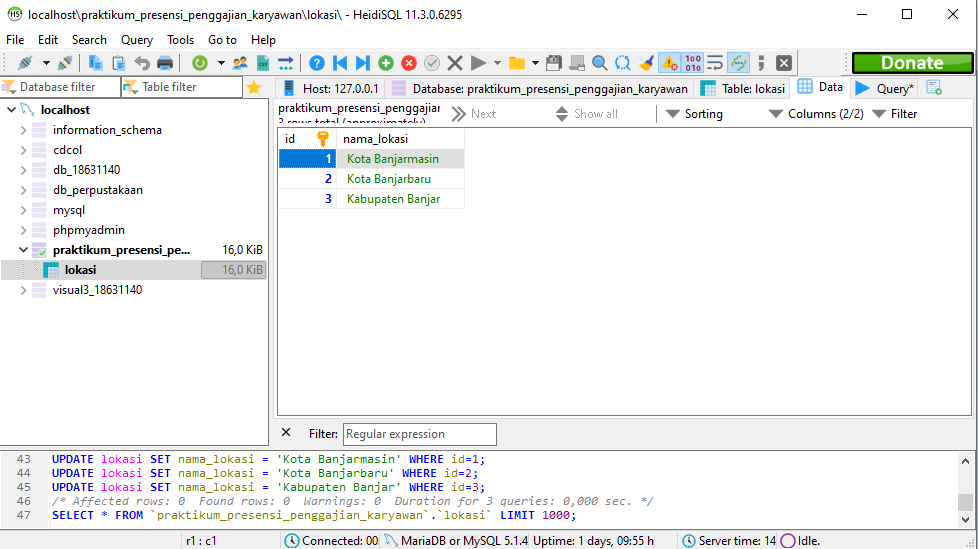 localhost\praktikum_presensi_penggajian_karyawan\lokasi\ - HeidiSQL 11.3.0.6295
File Edit Search Query Tools Go to Help
Donate
Database filter Table filter
Host: 127.0.0.1 Database: praktikum_presensi_penggajian_karyawan Table: lokasi Data Query*
localhost
information_schema
cdcol
db_18631140
db_perpustakaan
mysql
phpmyadmin
praktikum_presensi_pe... 16,0 KiB
lokasi 16,0 KiB
visual3_18631140
praktikum_presensi_penggajian
3 rows total (approximately)
Next Show all Sorting Columns (2/2) Filter
id nama_lokasi
1 Kota Banjarmasin
2 Kota Banjarbaru
3 Kabupaten Banjar
Filter: Regular expression
43 UPDATE lokasi SET nama_lokasi = 'Kota Banjarmasin' WHERE id=1;
44 UPDATE lokasi SET nama_lokasi = 'Kota Banjarbaru' WHERE id=2;
45 UPDATE lokasi SET nama_lokasi = 'Kabupaten Banjar' WHERE id=3;
46 /* Affected rows: 0 Found rows: 0 Warnings: 0 Duration for 3 queries: 0,000 sec. */
47 SELECT * FROM `praktikum_presensi_penggajian_karyawan`.`lokasi` LIMIT 1000;
r1 : c1 Connected: 00: MariaDB or MySQL 5.1.4 Uptime: 1 days, 09:55 h Server time: 14 Idle.